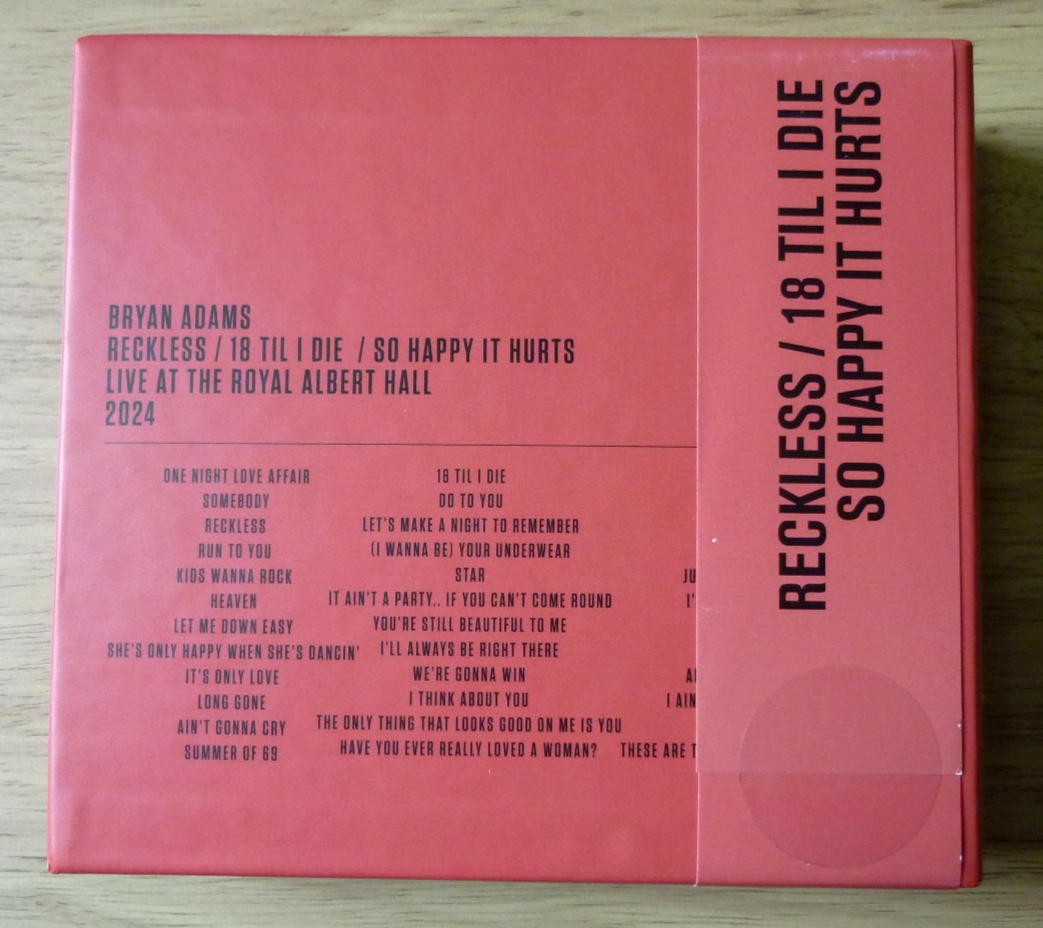 BRYAN ADAMS
RECKLESS / 18 TIL I DIE / SO HAPPY IT HURTS
LIVE AT THE ROYAL ALBERT HALL
2024
ONE NIGHT LOVE AFFAIR
SOMEBODY
RECKLESS
RUN TO YOU
KIDS WANNA ROCK
HEAVEN
LET ME DOWN EASY
SHE'S ONLY HAPPY WHEN SHE'S DANCIN'
IT'S ONLY LOVE
LONG GONE
AIN'T GONNA CRY
SUMMER OF 69
18 TIL I DIE
DO TO YOU
LET'S MAKE A NIGHT TO REMEMBER
(I WANNA BE) YOUR UNDERWEAR
STAR
IT AIN'T A PARTY.. IF YOU CAN'T COME ROUND
YOU'RE STILL BEAUTIFUL TO ME
I'LL ALWAYS BE RIGHT THERE
WE'RE GONNA WIN
I THINK ABOUT YOU
THE ONLY THING THAT LOOKS GOOD ON ME IS YOU
HAVE YOU EVER REALLY LOVED A WOMAN?
I
THESE ARE
RECKLESS / 18 TIL I DIE
SO HAPPY IT HURTS